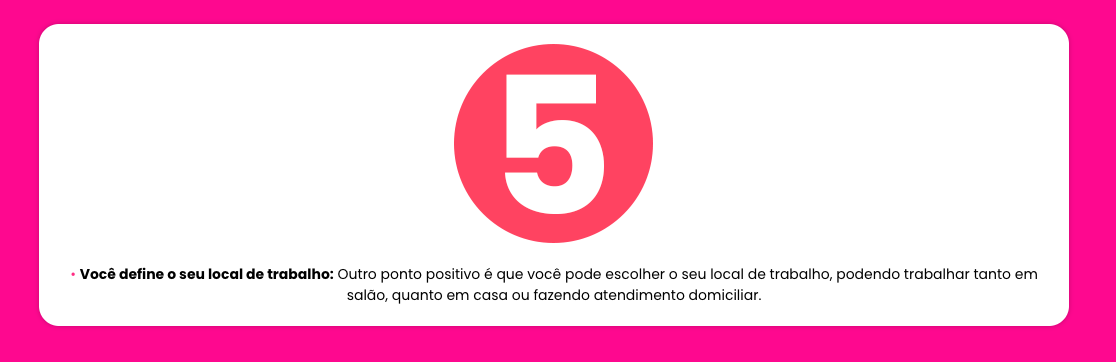 5
• Você define o seu local de trabalho: Outro ponto positivo é que você pode escolher o seu local de trabalho, podendo trabalhar tanto em
salão, quanto em casa ou fazendo atendimento domiciliar.